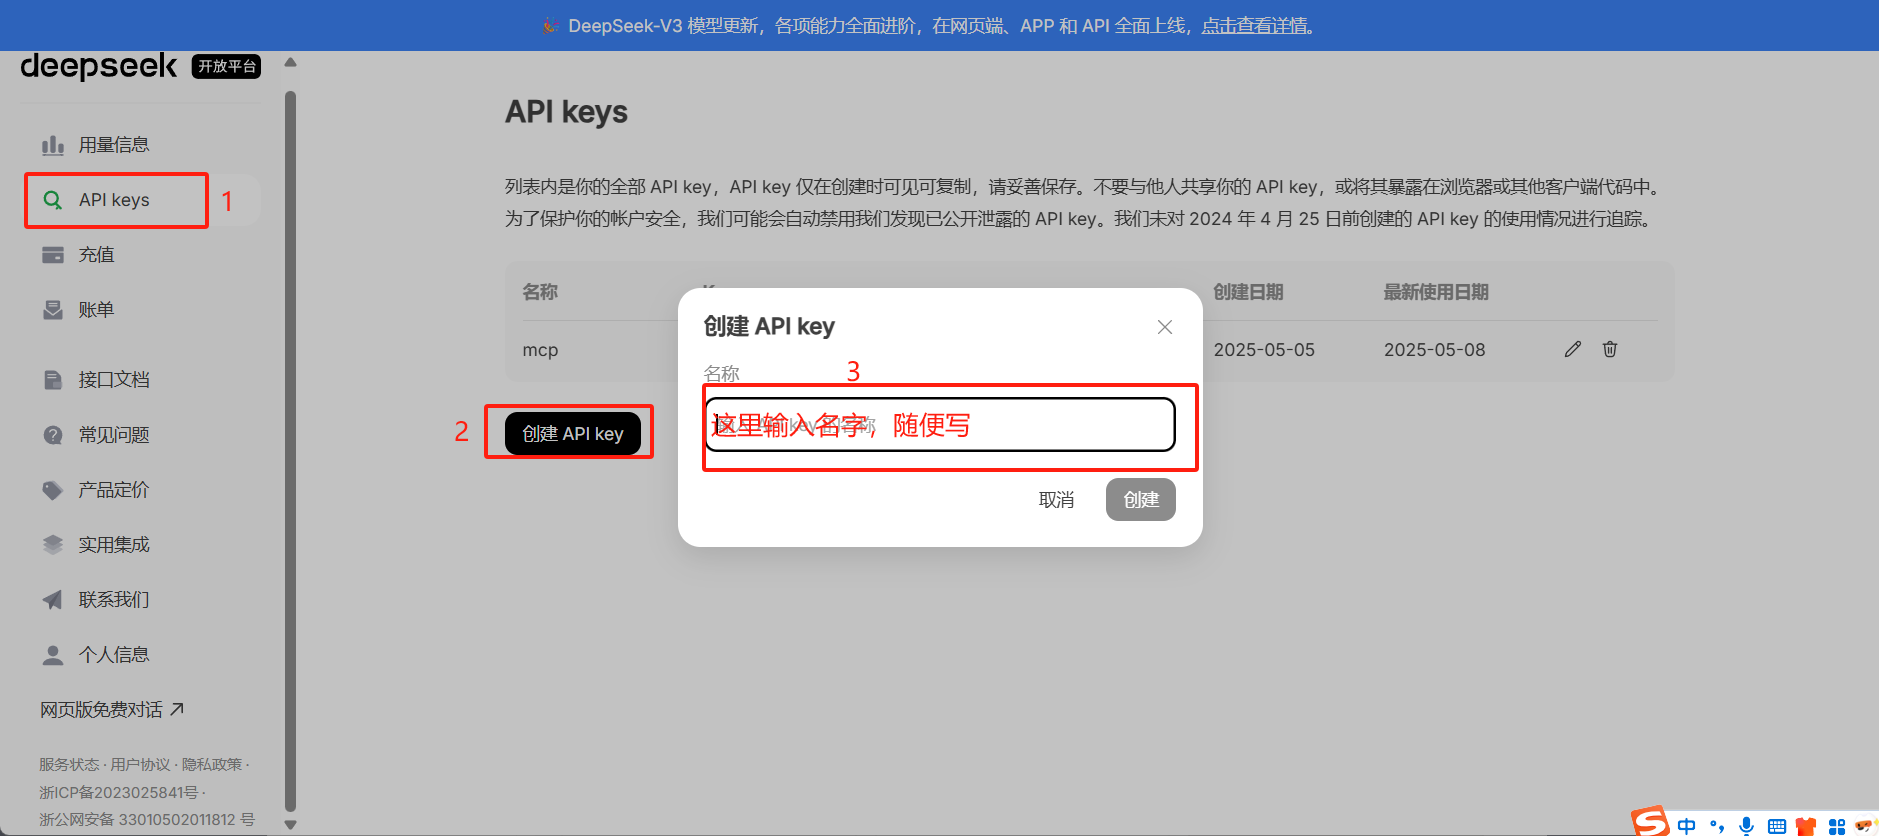 🎉 DeepSeek-V3 模型更新，各项能力全面进阶，在网页端、APP 和 API 全面上线，点击查看详情。
deepseek 开放平台
用量信息
API keys 1
充值
账单
接口文档
常见问题
产品定价
实用集成
联系我们
个人信息
网页版免费对话
服务状态 · 用户协议 · 隐私政策 ·
浙ICP备2023025841号 ·
浙公网安备 33010502011812 号
API keys
列表内是你的全部 API key，API key 仅在创建时可见可复制，请妥善保存。不要与他人共享你的 API key，或将其暴露在浏览器或其他客户端代码中。
为了保护你的帐户安全，我们可能会自动禁用我们发现已公开泄露的 API key。我们未对 2024 年 4 月 25 日前创建的 API key 的使用情况进行追踪。
名称 创建日期 最新使用日期
mcp 2025-05-05 2025-05-08
2 创建 API key
创建 API key
名称 3
这里输入名字，随便写
取消 创建
中